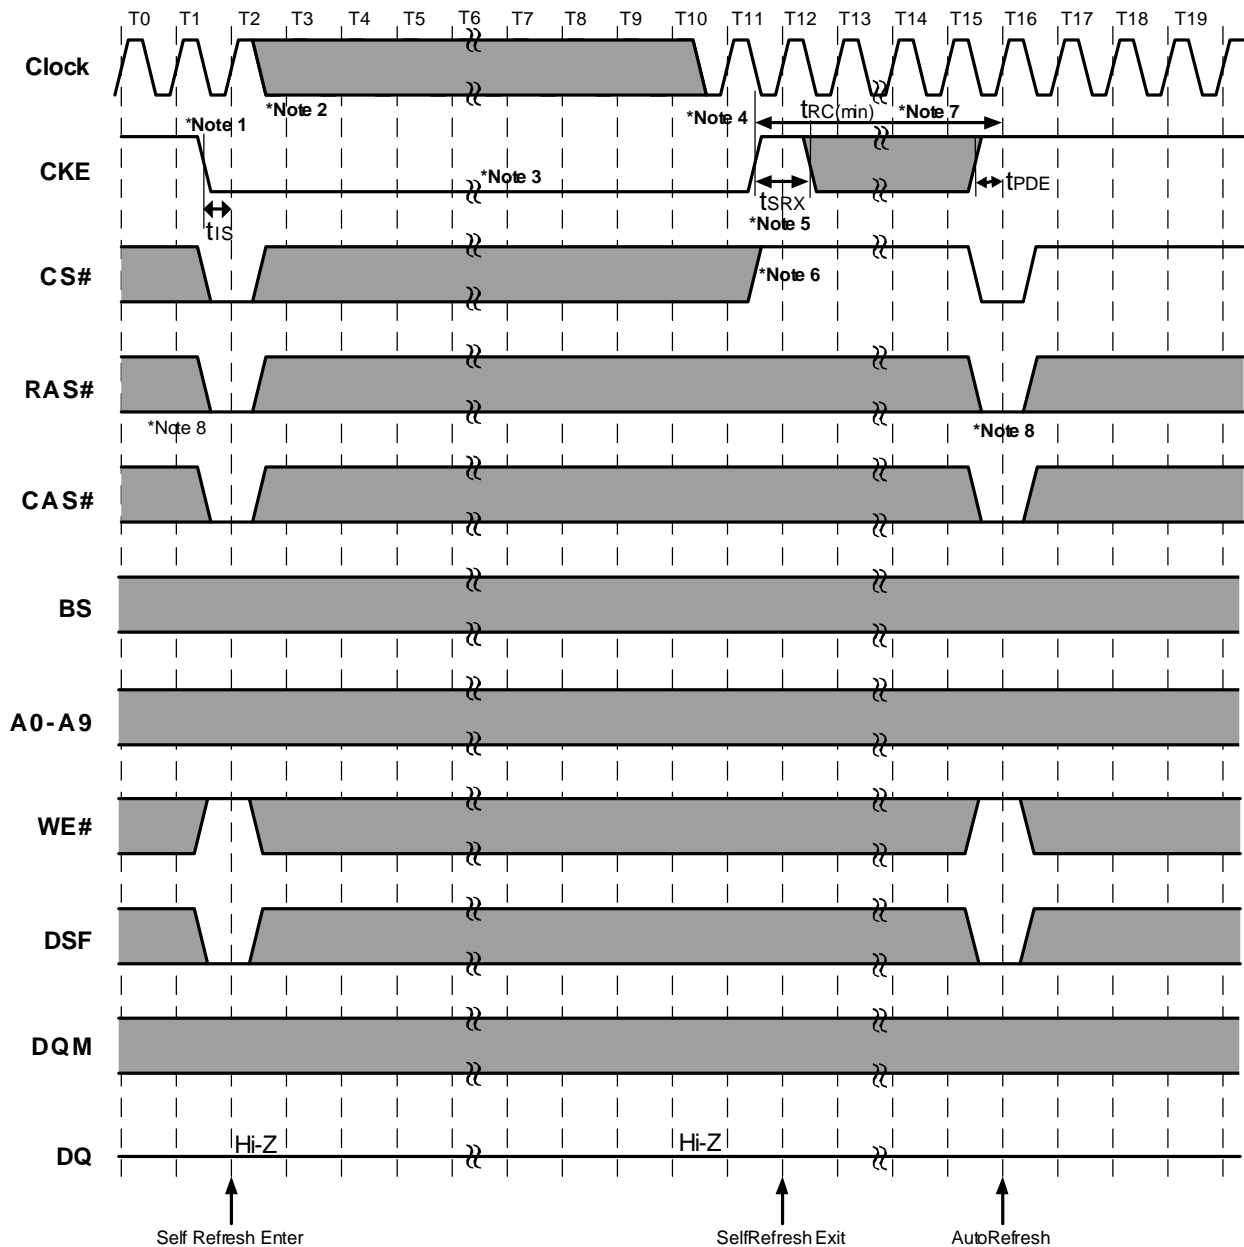 T0 T1 T2 T3 T4 T5 T6 T7 T8 T9 T10 T11 T12 T13 T14 T15 T16 T17 T18 T19
Clock
*Note 2
*Note 4
tRC(min)
*Note 7
*Note 1
CKE
*Note 3
tIS
tSRX
tPDE
*Note 5
CS#
*Note 6
RAS#
*Note 8
*Note 8
CAS#
BS
A0-A9
WE#
DSF
DQM
DQ
Hi-Z
Hi-Z
Self Refresh Enter
SelfRefresh Exit
AutoRefresh